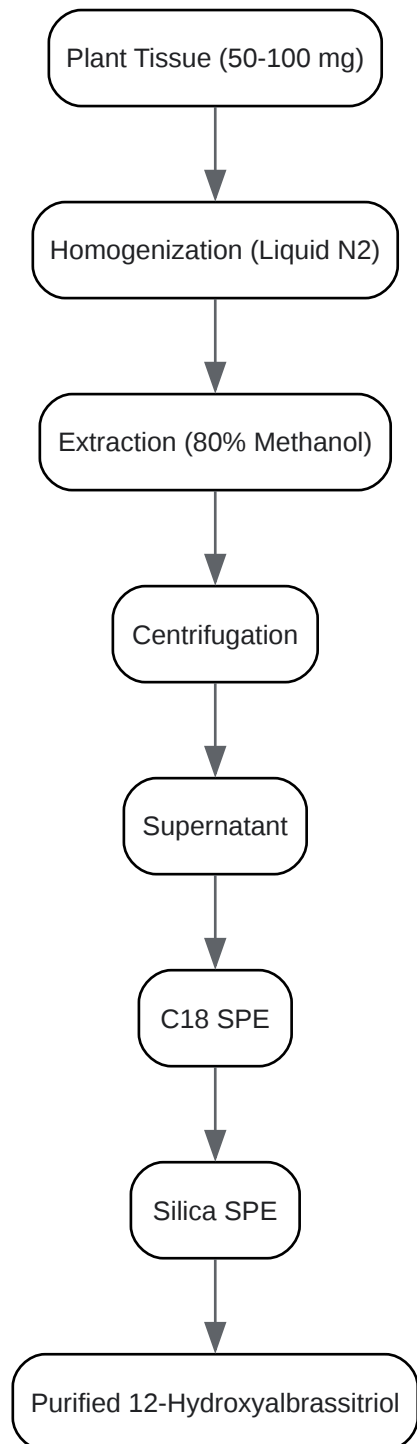 Plant Tissue (50-100 mg)
Homogenization (Liquid N2)
Extraction (80% Methanol)
Centrifugation
Supernatant
C18 SPE
Silica SPE
Purified 12-Hydroxyalbrassitriol